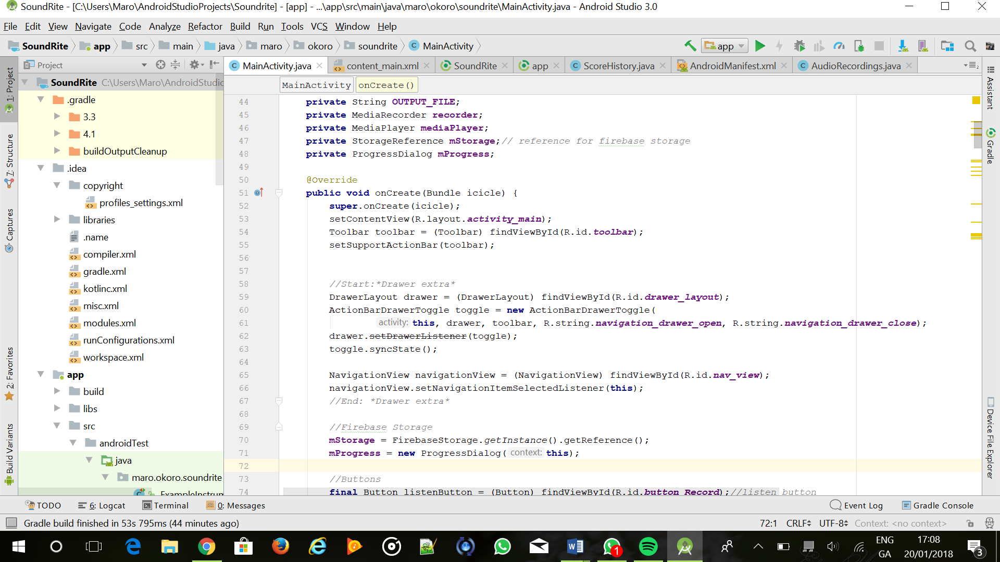 SoundRite - [C:\Users\Maro\AndroidStudioProjects\Soundrite] - [app] - ...\app\src\main\java\maro\okoro\soundrite\MainActivity.java - Android Studio 3.0
File Edit View Navigate Code Analyze Refactor Build Run Tools VCS Window Help
SoundRite app src main java maro okoro soundrite MainActivity app
Project
MainActivity.java content_main.xml SoundRite app ScoreHistory.java AndroidManifest.xml AudioRecordings.java 2
MainActivity onCreate()
1: Project
7: Structure
Captures
2: Favorites
Build Variants
SoundRite C:\Users\Maro\AndroidStudio
.gradle
3.3
4.1
buildOutputCleanup
.idea
copyright
profiles_settings.xml
libraries
.name
compiler.xml
gradle.xml
kotlinc.xml
misc.xml
modules.xml
runConfigurations.xml
workspace.xml
app
build
libs
src
androidTest
java
maro.okoro.soundrite
ExampleInstrum
44 private String OUTPUT_FILE;
45 private MediaRecorder recorder;
46 private MediaPlayer mediaPlayer;
47 private StorageReference mStorage;// reference for firebase storage
48 private ProgressDialog mProgress;
49
50 @Override
51 public void onCreate(Bundle icicle) {
52 super.onCreate(icicle);
53 setContentView(R.layout.activity_main);
54 Toolbar toolbar = (Toolbar) findViewById(R.id.toolbar);
55 setSupportActionBar(toolbar);
56
57
58 //Start:*Drawer extra*
59 DrawerLayout drawer = (DrawerLayout) findViewById(R.id.drawer_layout);
60 ActionBarDrawerToggle toggle = new ActionBarDrawerToggle(
61 activity: this, drawer, toolbar, R.string.navigation_drawer_open, R.string.navigation_drawer_close);
62 drawer.setDrawerListener(toggle);
63 toggle.syncState();
64
65 NavigationView navigationView = (NavigationView) findViewById(R.id.nav_view);
66 navigationView.setNavigationItemSelectedListener(this);
67 //End: *Drawer extra*
68
69 //Firebase Storage
70 mStorage = FirebaseStorage.getInstance().getReference();
71 mProgress = new ProgressDialog( context: this);
72
73 //Buttons
74 final Button listenButton = (Button) findViewById(R.id.button_Record);//listen button
Assistant
Gradle
Device File Explorer
TODO 6: Logcat Terminal 0: Messages Event Log Gradle Console
Gradle build finished in 53s 795ms (44 minutes ago) 72:1 CRLF UTF-8 Context: <no context>
1 ENG 17:08
GA 20/01/2018 3